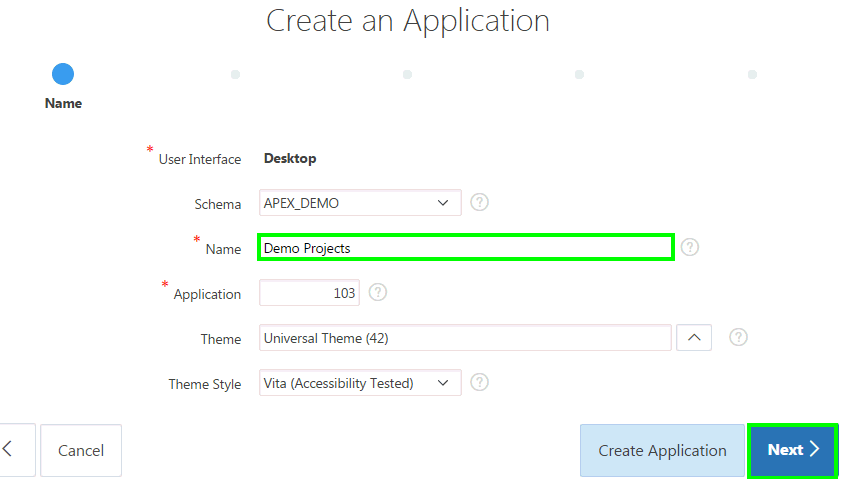 Create an Application
Name
* User Interface Desktop
Schema APEX_DEMO ?
* Name Demo Projects ?
* Application 103 ?
Theme Universal Theme (42) ?
Theme Style Vita (Accessibility Tested) ?
Cancel Create Application Next